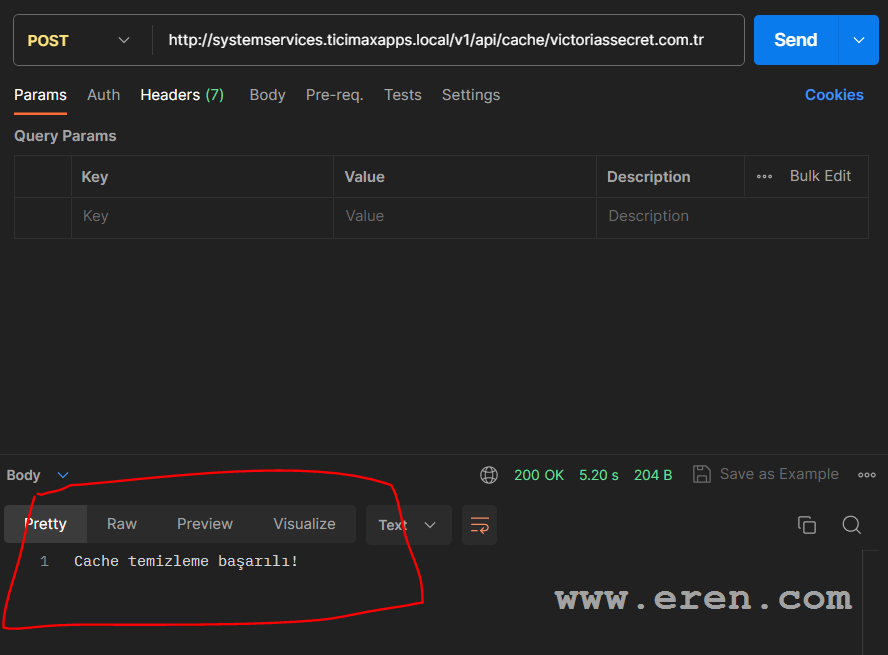 POST http://systemservices.ticimaxapps.local/v1/api/cache/victoriassecret.com.tr Send
Params Auth Headers (7) Body Pre-req. Tests Settings Cookies
Query Params
Key Value Description Bulk Edit
Key Value Description
Body 200 OK 5.20 s 204 B Save as Example
Pretty Raw Preview Visualize Text
1 Cache temizleme başarılı!
www.eren.com